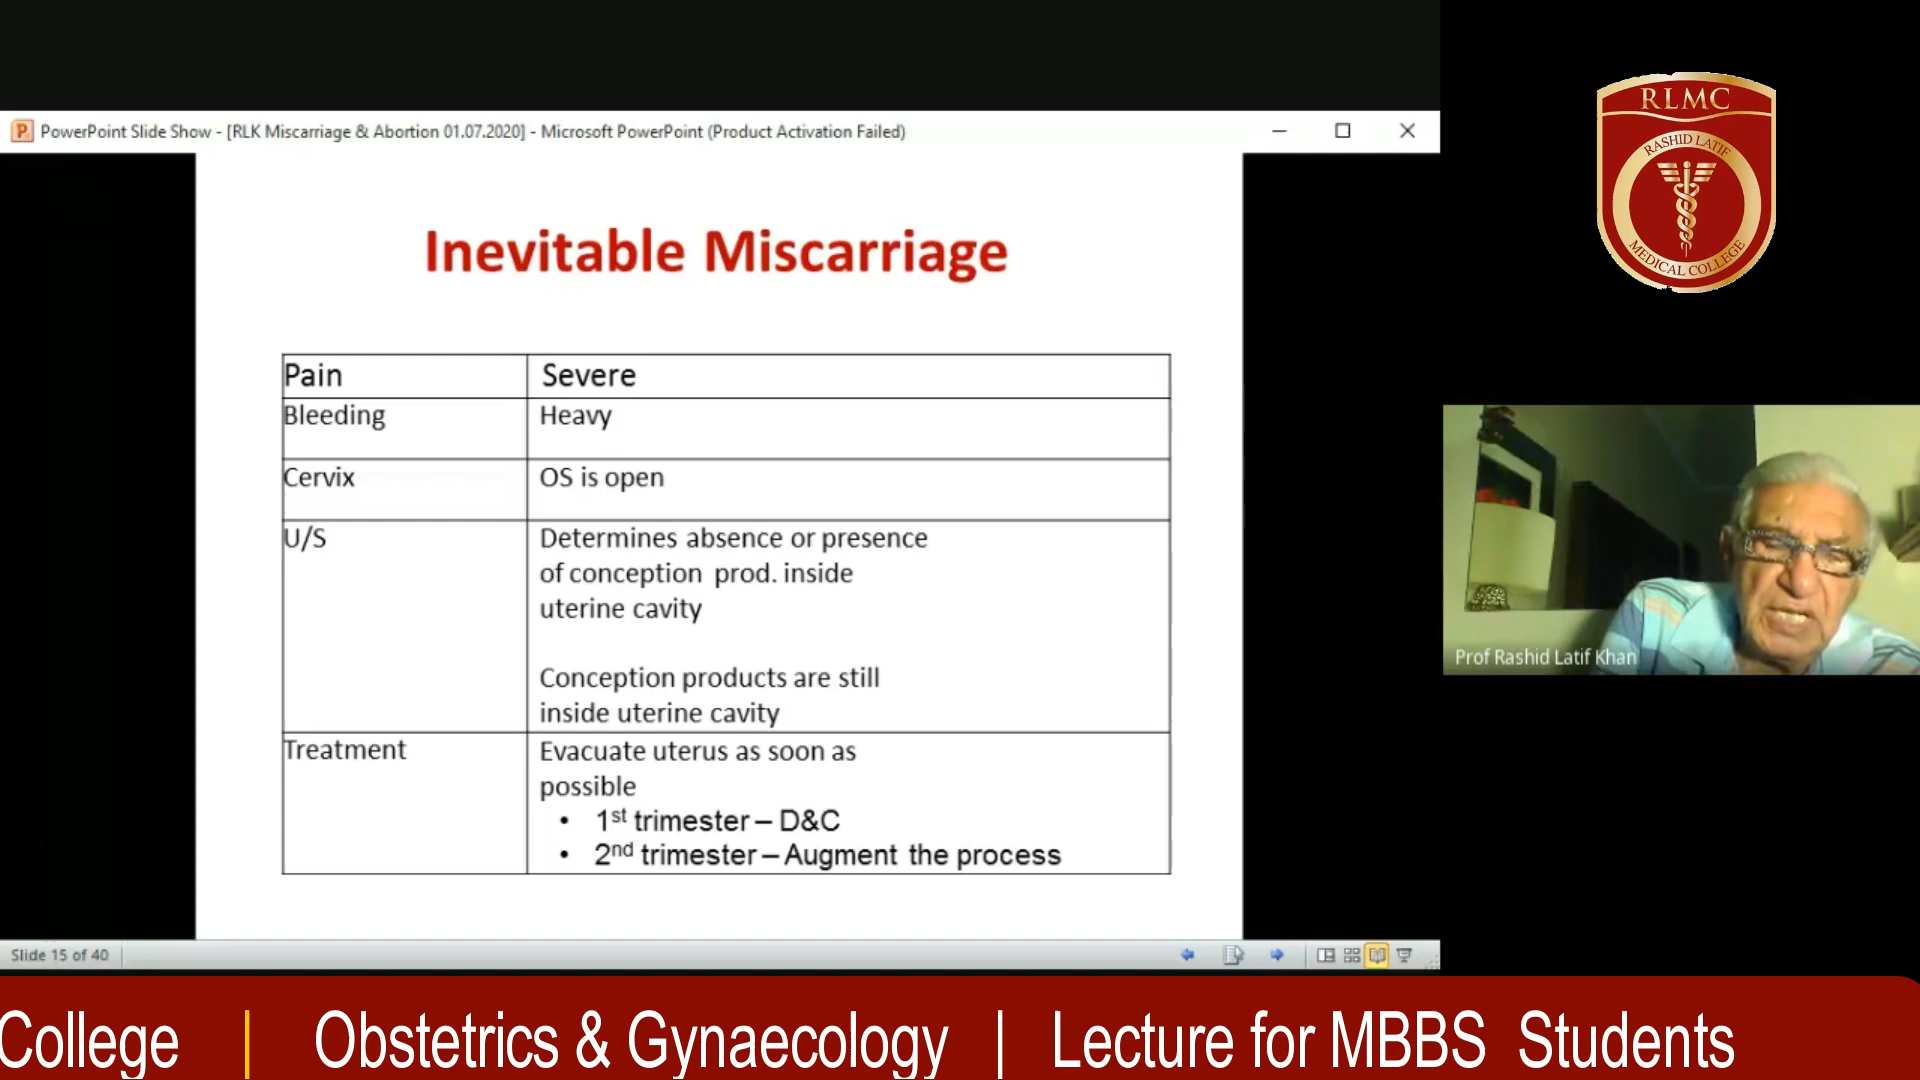 PowerPoint Slide Show - [RLK Miscarriage & Abortion 01.07.2020] - Microsoft PowerPoint (Product Activation Failed)
RLMC
RASHID LATIF
MEDICAL COLLEGE
Inevitable Miscarriage
Pain Severe
Bleeding Heavy
Cervix OS is open
U/S Determines absence or presence
of conception prod. inside
uterine cavity
Conception products are still
inside uterine cavity
Treatment Evacuate uterus as soon as
possible
• 1st trimester – D&C
• 2nd trimester – Augment the process
Prof Rashid Latif Khan
Slide 15 of 40
College | Obstetrics & Gynaecology | Lecture for MBBS Students